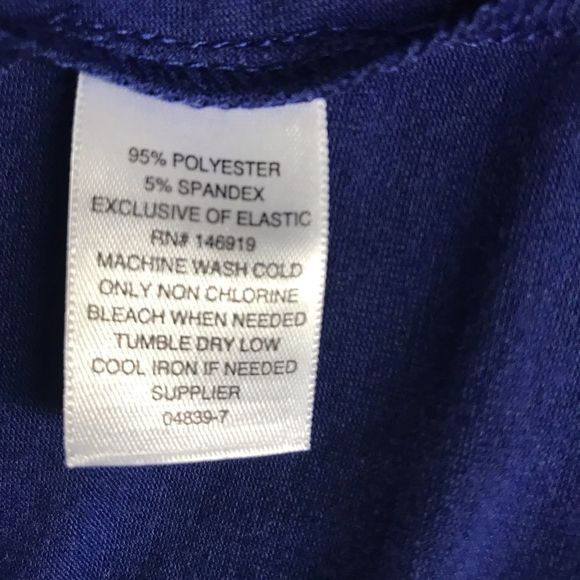 95% POLYESTER
5% SPANDEX
EXCLUSIVE OF ELASTIC
RN# 146919
MACHINE WASH COLD
ONLY NON CHLORINE
BLEACH WHEN NEEDED
TUMBLE DRY LOW
COOL IRON IF NEEDED
SUPPLIER
04839-7